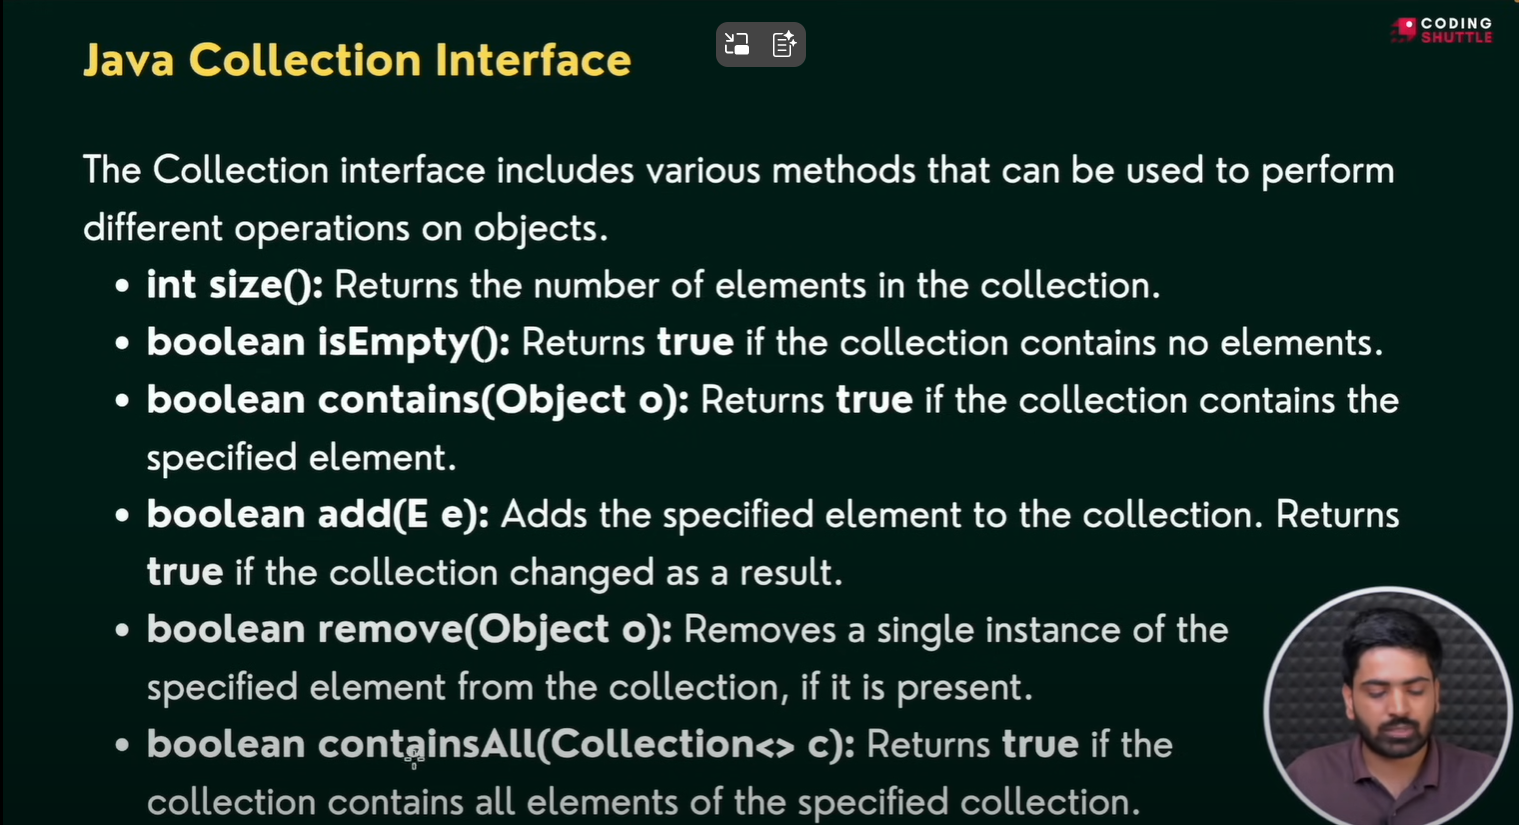 CODING
SHUTTLE
Java Collection Interface
The Collection interface includes various methods that can be used to perform
different operations on objects.
• int size(): Returns the number of elements in the collection.
• boolean isEmpty(): Returns true if the collection contains no elements.
• boolean contains(Object o): Returns true if the collection contains the
specified element.
• boolean add(E e): Adds the specified element to the collection. Returns
true if the collection changed as a result.
• boolean remove(Object o): Removes a single instance of the
specified element from the collection, if it is present.
• boolean containsAll(Collection<> c): Returns true if the
collection contains all elements of the specified collection.